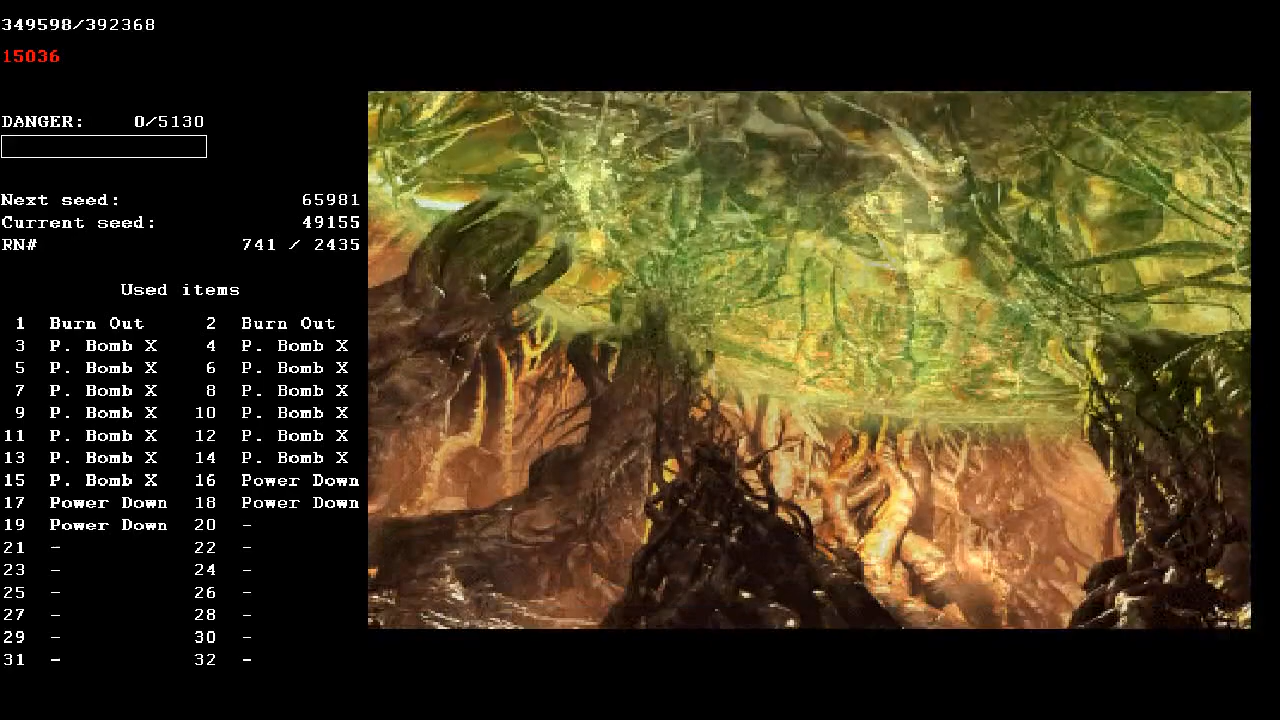 349598/392368
15036
DANGER: 0/5130
Next seed: 65981
Current seed: 49155
RN# 741 / 2435
Used items
1 Burn Out 2 Burn Out
3 P. Bomb X 4 P. Bomb X
5 P. Bomb X 6 P. Bomb X
7 P. Bomb X 8 P. Bomb X
9 P. Bomb X 10 P. Bomb X
11 P. Bomb X 12 P. Bomb X
13 P. Bomb X 14 P. Bomb X
15 P. Bomb X 16 Power Down
17 Power Down 18 Power Down
19 Power Down 20 -
21 - 22 -
23 - 24 -
25 - 26 -
27 - 28 -
29 - 30 -
31 - 32 -